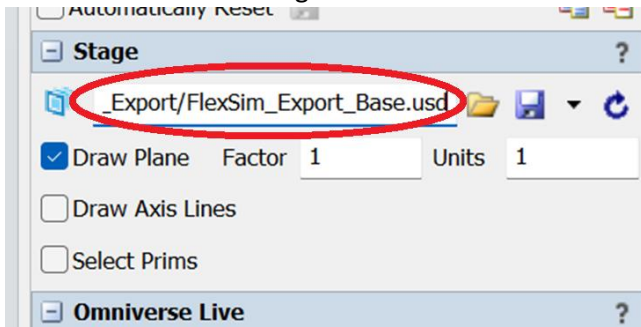 Automatically Reset
Stage ?
_Export/FlexSim_Export_Base.usd
Draw Plane Factor 1 Units 1
Draw Axis Lines
Select Prims
Omniverse Live ?